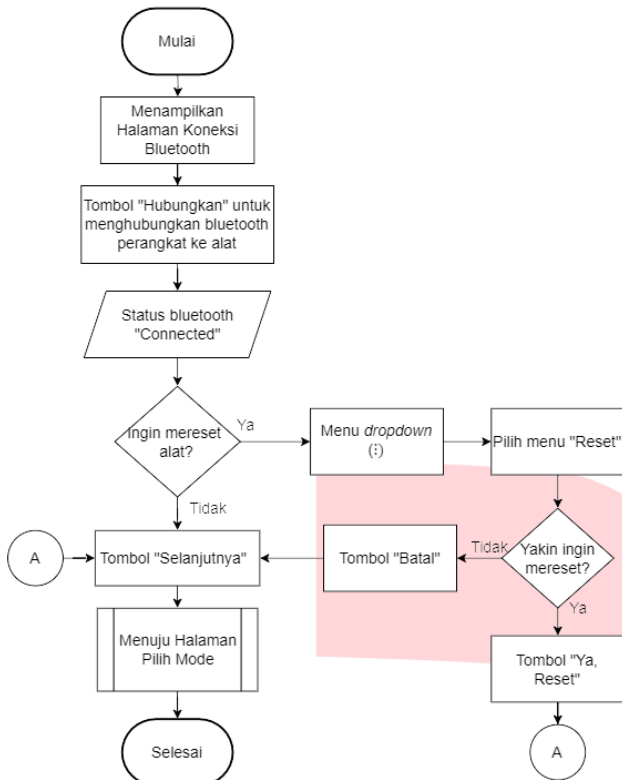 Mulai
Menampilkan
Halaman Koneksi
Bluetooth
Tombol "Hubungkan" untuk
menghubungkan bluetooth
perangkat ke alat
Status bluetooth
"Connected"
Ingin mereset
alat?
Ya
Menu dropdown
(⋮)
Pilih menu "Reset"
Tidak
Yakin ingin
mereset?
Tidak
Tombol "Batal"
Ya
Tombol "Ya,
Reset"
A
A
Tombol "Selanjutnya"
Menuju Halaman
Pilih Mode
Selesai